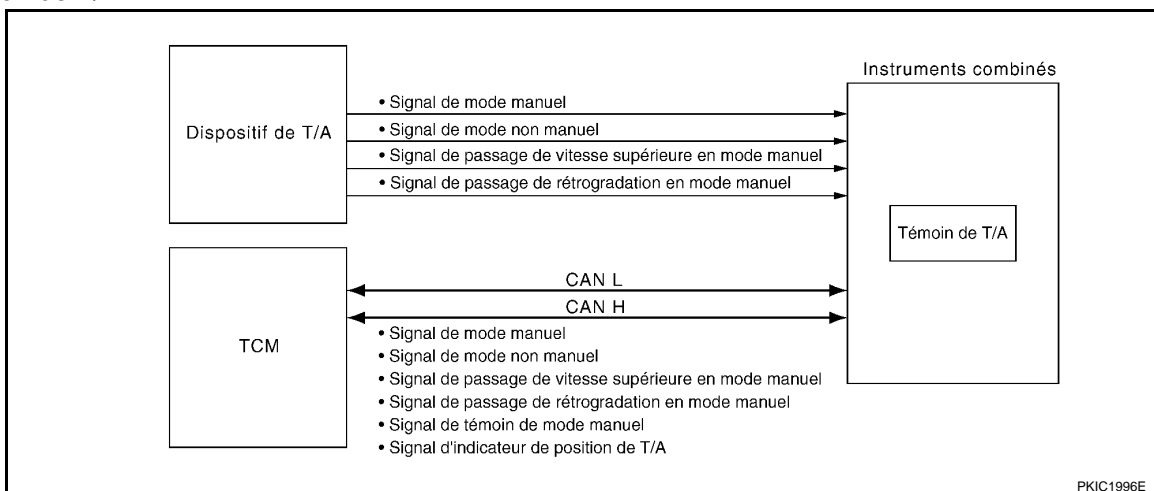 Instruments combinés
Dispositif de T/A
• Signal de mode manuel
• Signal de mode non manuel
• Signal de passage de vitesse supérieure en mode manuel
• Signal de passage de rétrogradation en mode manuel
Témoin de T/A
CAN L
CAN H
TCM
• Signal de mode manuel
• Signal de mode non manuel
• Signal de passage de vitesse supérieure en mode manuel
• Signal de passage de rétrogradation en mode manuel
• Signal de témoin de mode manuel
• Signal d'indicateur de position de T/A
PKIC1996E